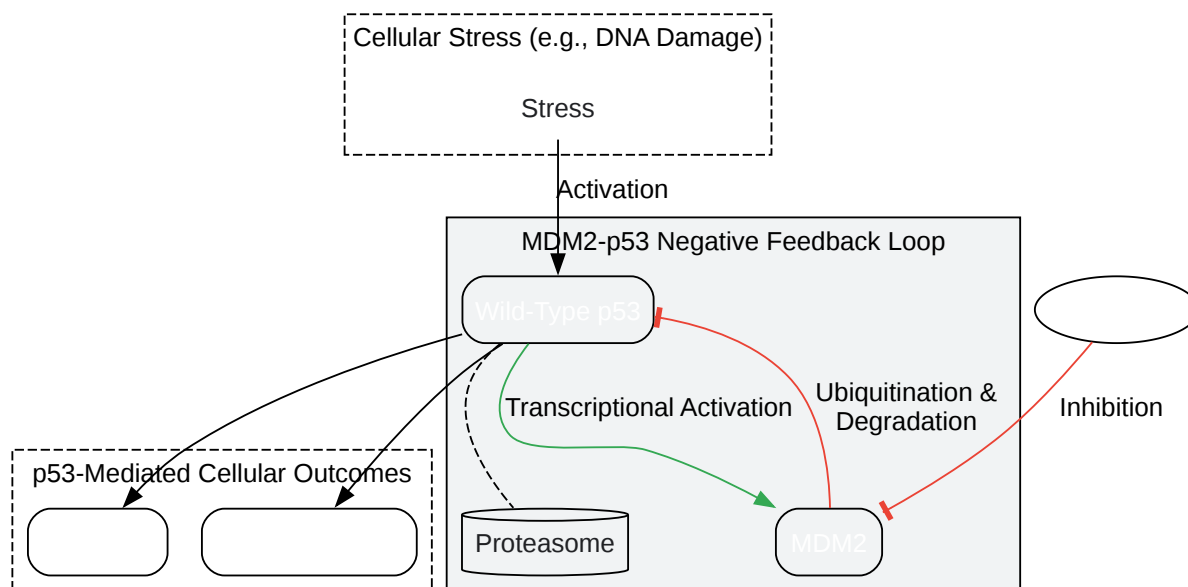 Cellular Stress (e.g., DNA Damage)
Stress
Activation
MDM2-p53 Negative Feedback Loop
Wild-Type p53
Transcriptional Activation
Ubiquitination &
Degradation
Inhibition
p53-Mediated Cellular Outcomes
Proteasome
MDM2